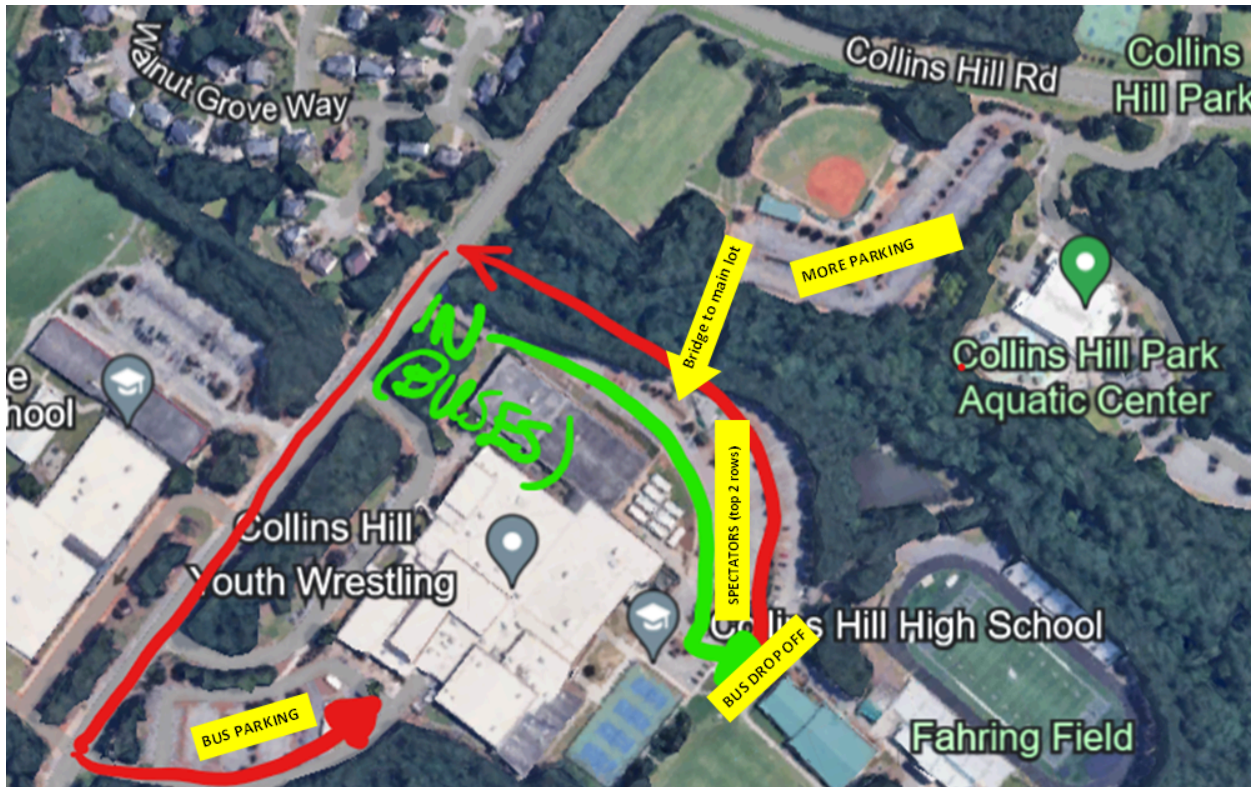 Walnut Grove Way
Collins Hill Rd
Collins
Hill Park
MORE PARKING
Bridge to main lot
IN
(BUSES)
Collins Hill Park
Aquatic Center
e
hool
SPECTATORS (top 2 rows)
Collins Hill
Youth Wrestling
Collins Hill High School
BUS DROP OFF
BUS PARKING
Fahring Field